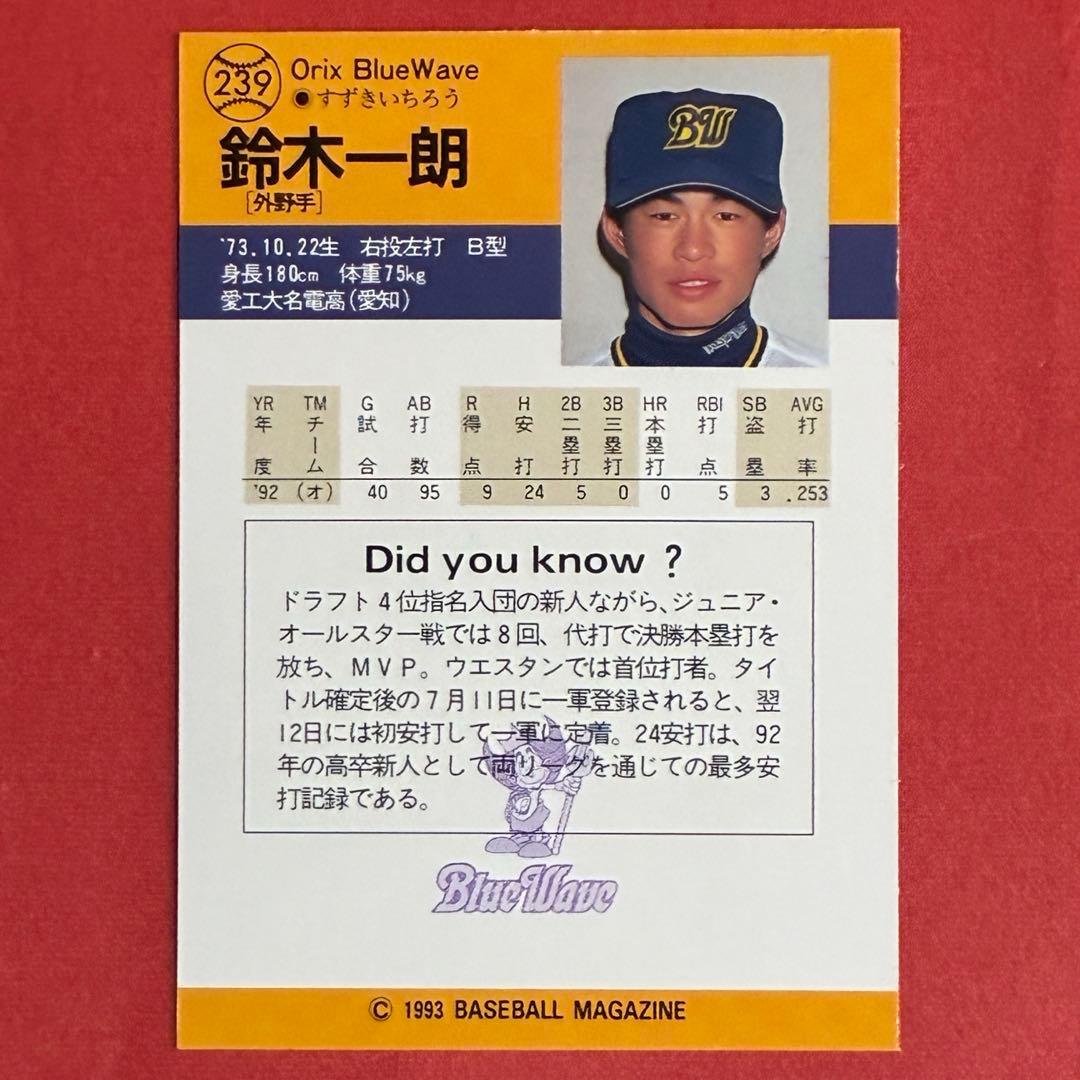 239
Orix BlueWave
●すずきいちろう
鈴木一朗
[外野手]
BW
'73.10.22生 右投左打 B型
身長180cm 体重75kg
愛工大名電高(愛知)
YR TM G AB R H 2B 3B HR RBI SB AVG
年度 チーム 試合 打数 得点 安打 二塁打 三塁打 本塁打 打点 盗塁 打率
'92 (オ) 40 95 9 24 5 0 0 5 3 .253
Did you know ?
ドラフト4位指名入団の新人ながら、ジュニア・
オールスター戦では8回、代打で決勝本塁打を
放ち、MVP。ウエスタンでは首位打者。タイ
トル確定後の7月11日に一軍登録されると、翌
12日には初安打して一軍に定着。24安打は、92
年の高卒新人として両リーグを通じての最多安
打記録である。
BlueWave
© 1993 BASEBALL MAGAZINE